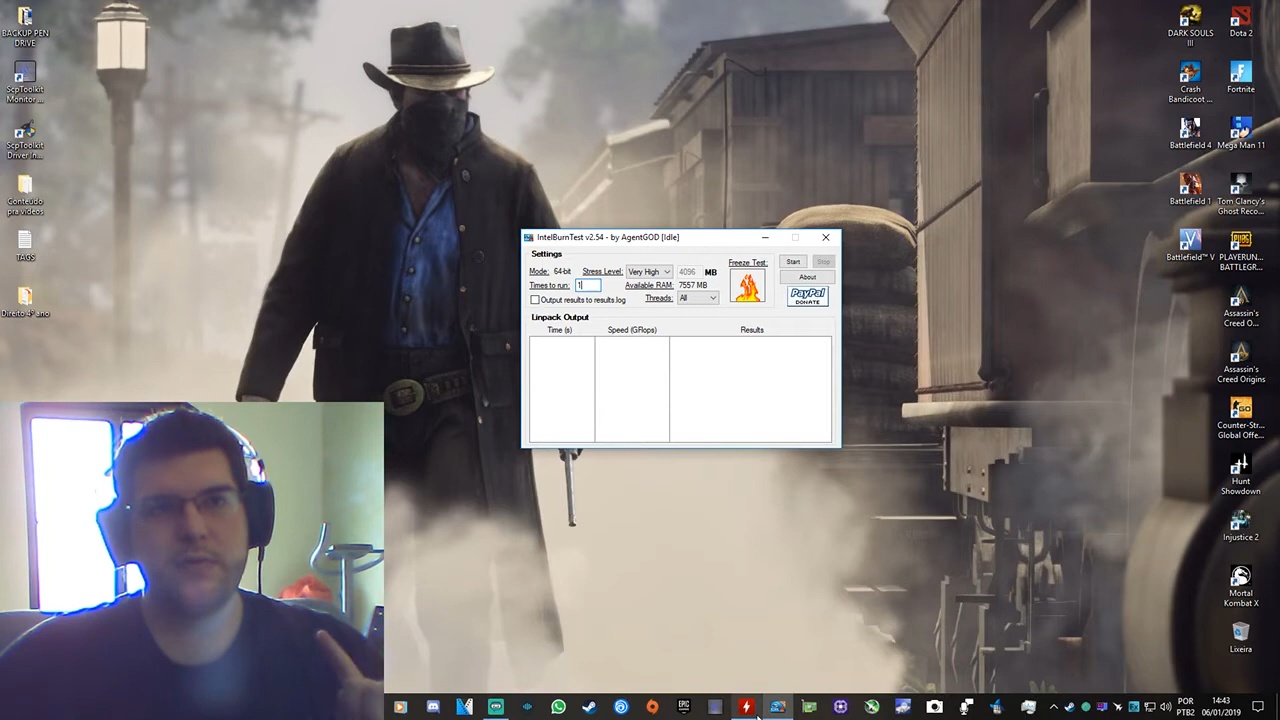 BACKUP PEN
DRIVE
ScpToolkit
Monitor ...
ScpToolkit
Driver In...
Conteúdo
pra videos
TAGS
Direito 4º ano
IntelBurnTest v2.54 - by AgentGOD [Idle]
Settings
Mode: 64-bit
Stress Level:
Very High
4096
MB
Times to run:
1
Available RAM: 7557 MB
Output results to results.log
Threads:
All
Freeze Test:
Start
Stop
About
PayPal
DONATE
Linpack Output
Time (s)
Speed (GFlops)
Results
DARK SOULS
III
Dota 2
Crash
Bandicoot ...
Fortnite
Battlefield 4
Mega Man 11
Battlefield 1
Tom Clancy's
Ghost Reco...
Battlefield™ V
PLAYERUN...
BATTLEGR...
Assassin's
Creed O...
Assassin's
Creed Origins
Counter-Str...
Global Offe...
Hunt
Showdown
Injustice 2
Mortal
Kombat X
Lixeira
EPIC
POR
PTB2
14:43
06/01/2019